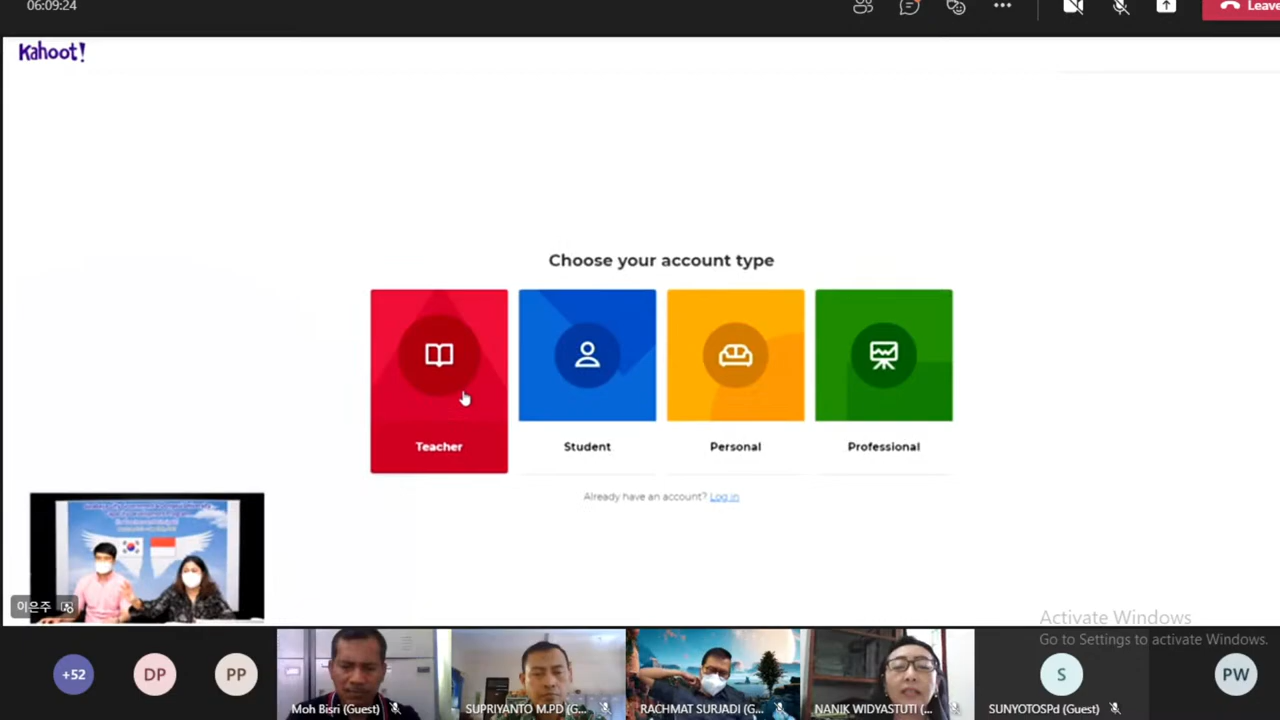 06:09:24
Leave
Kahoot!
Choose your account type
Teacher
Student
Personal
Professional
Already have an account? Log in
이은주
Activate Windows
Go to Settings to activate Windows.
+52
DP
PP
S
PW
Moh Bisri (Guest)
SUPRIYANTO M.PD (G...
RACHMAT SURJADI (G...
NANIK WIDYASTUTI (...
SUNYOTOSPd (Guest)